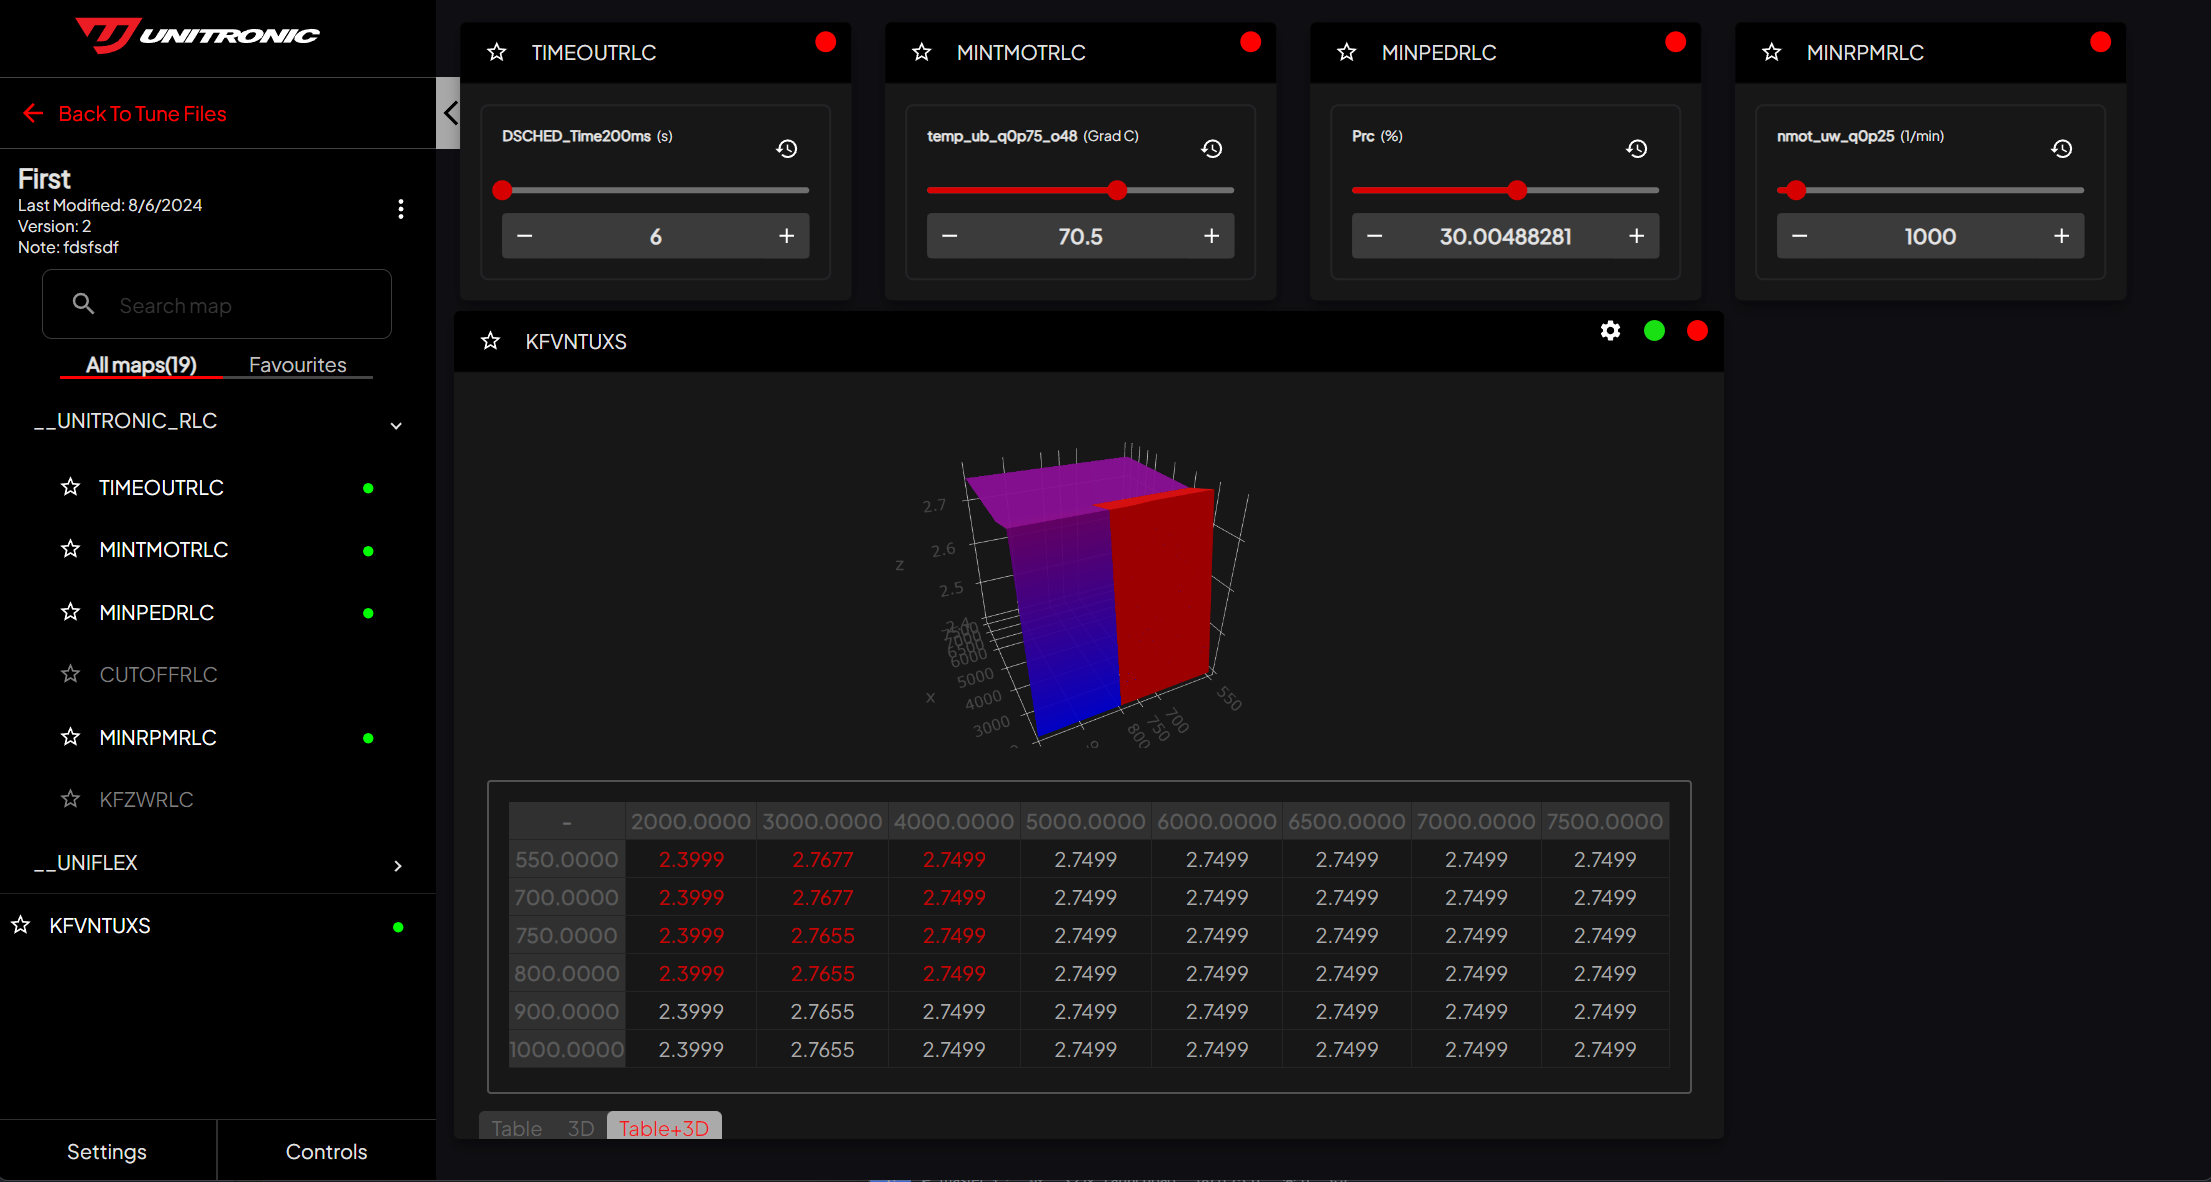 UNITRONIC
Back To Tune Files
First
Last Modified: 8/6/2024
Version: 2
Note: fdsfsdf
Search map
All maps(19)
Favourites
__UNITRONIC_RLC
TIMEOUTRLC
MINTMOTRLC
MINPEDRLC
CUTOFFRLC
MINRPMRLC
KFZWRLC
__UNIFLEX
KFVNTUXS
Settings
Controls
TIMEOUTRLC
DSCHED_Time200ms (s)
− 6 +
MINTMOTRLC
temp_ub_q0p75_o48 (Grad C)
− 70.5 +
MINPEDRLC
Prc (%)
− 30.00488281 +
MINRPMRLC
nmot_uw_q0p25 (1/min)
− 1000 +
KFVNTUXS
2.7
2.6
z
2.5
2.4
7500
7000
6500
6000
5000
x
4000
3000
800
750
700
550
- 2000.0000 3000.0000 4000.0000 5000.0000 6000.0000 6500.0000 7000.0000 7500.0000
550.0000 2.3999 2.7677 2.7499 2.7499 2.7499 2.7499 2.7499 2.7499
700.0000 2.3999 2.7677 2.7499 2.7499 2.7499 2.7499 2.7499 2.7499
750.0000 2.3999 2.7655 2.7499 2.7499 2.7499 2.7499 2.7499 2.7499
800.0000 2.3999 2.7655 2.7499 2.7499 2.7499 2.7499 2.7499 2.7499
900.0000 2.3999 2.7655 2.7499 2.7499 2.7499 2.7499 2.7499 2.7499
1000.0000 2.3999 2.7655 2.7499 2.7499 2.7499 2.7499 2.7499 2.7499
Table 3D Table+3D